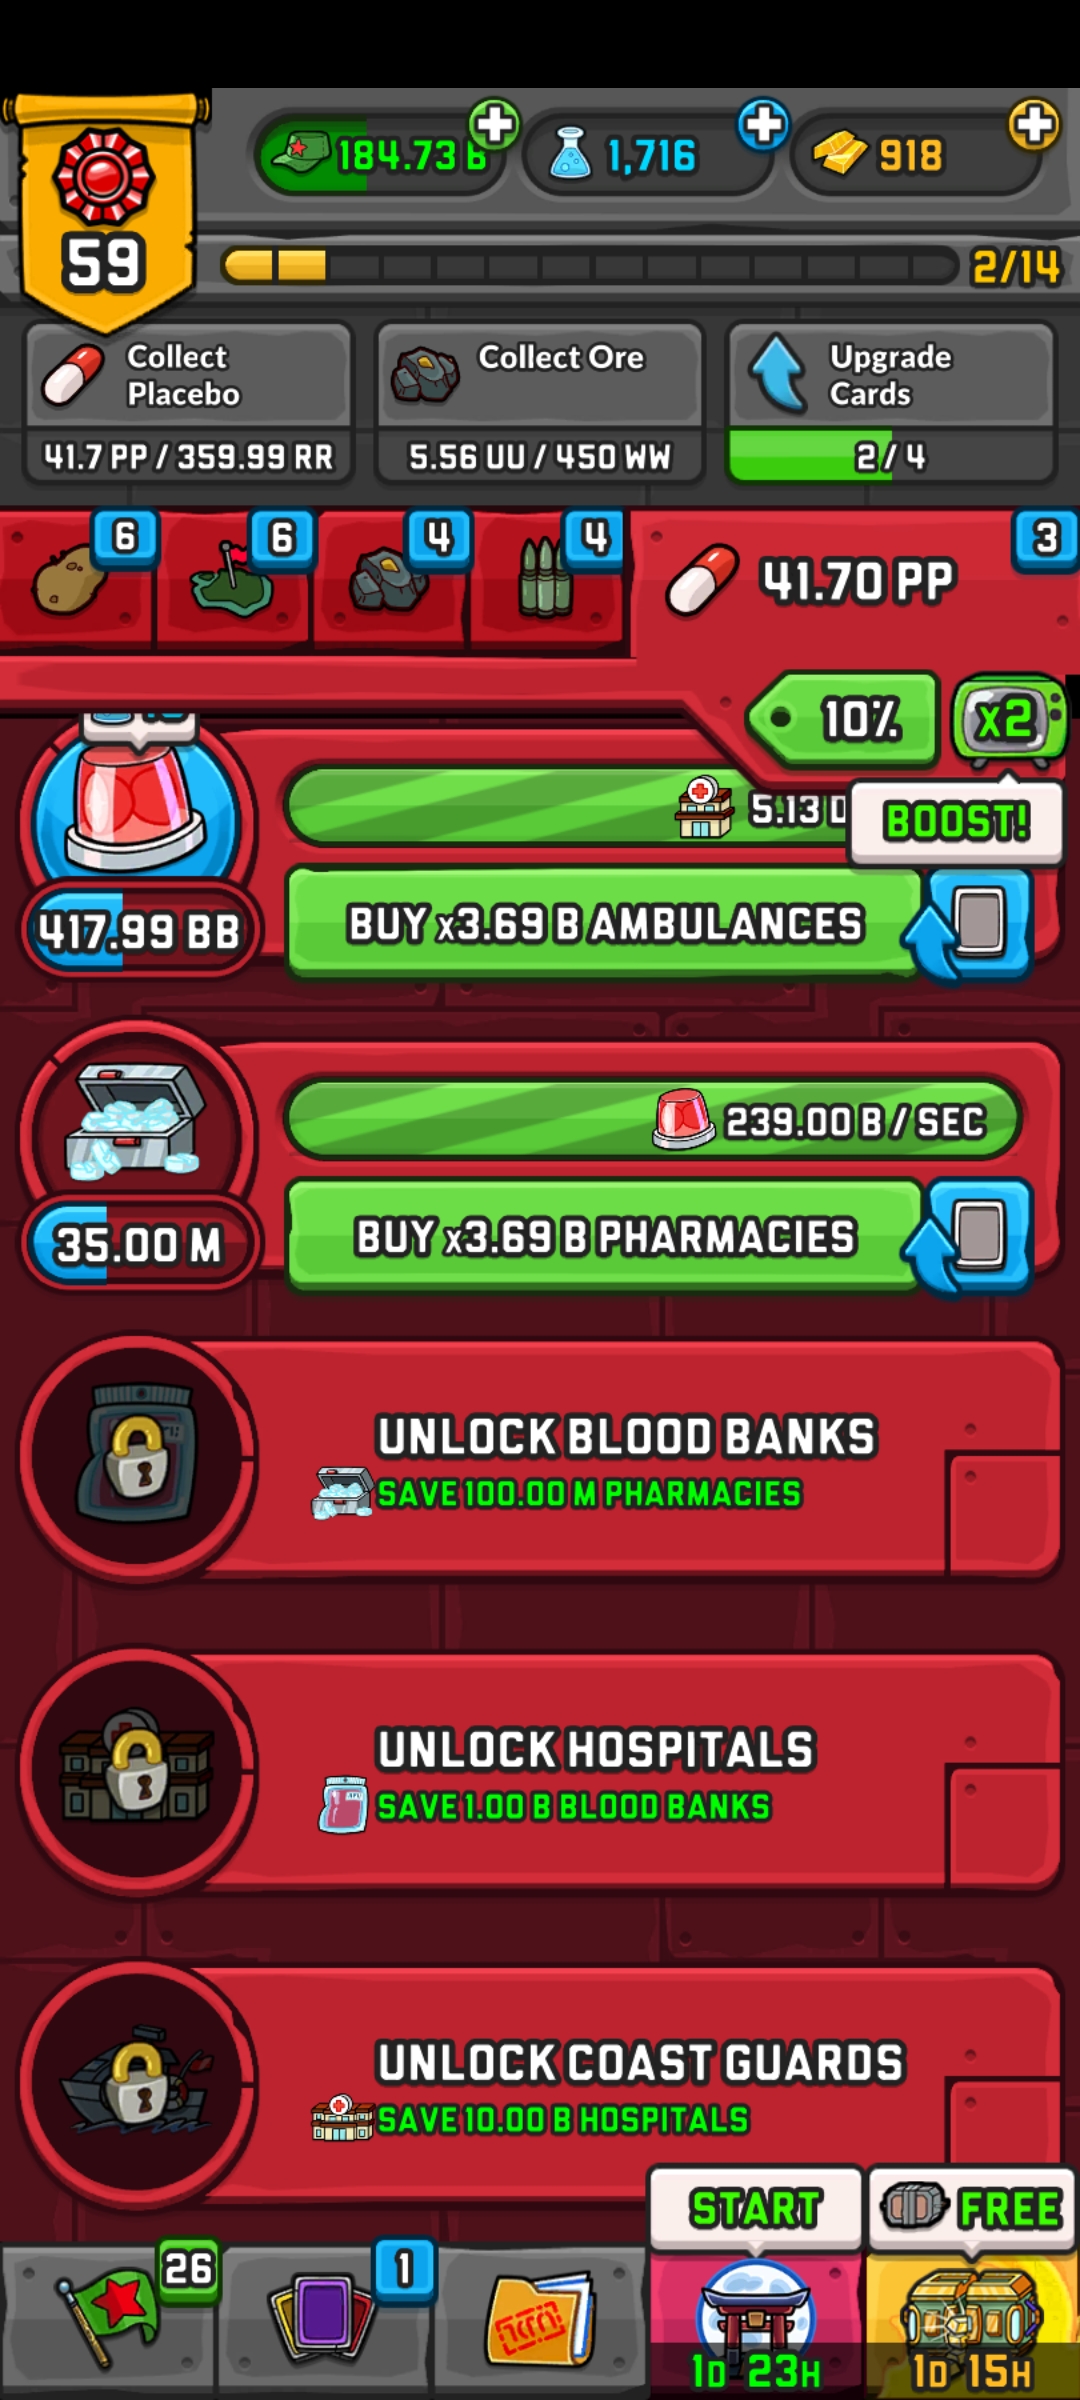 184.73 B
1,716
918
59
2/14
Collect
Placebo
41.7 PP / 359.99 RR
Collect Ore
5.56 UU / 450 WW
Upgrade
Cards
2 / 4
6
6
4
4
41.70 PP
3
10%
x2
BOOST!
5.13
417.99 BB
BUY x3.69 B AMBULANCES
239.00 B / SEC
35.00 M
BUY x3.69 B PHARMACIES
UNLOCK BLOOD BANKS
SAVE 100.00 M PHARMACIES
UNLOCK HOSPITALS
SAVE 1.00 B BLOOD BANKS
UNLOCK COAST GUARDS
SAVE 10.00 B HOSPITALS
START
FREE
26
1
1D 23H
1D 15H